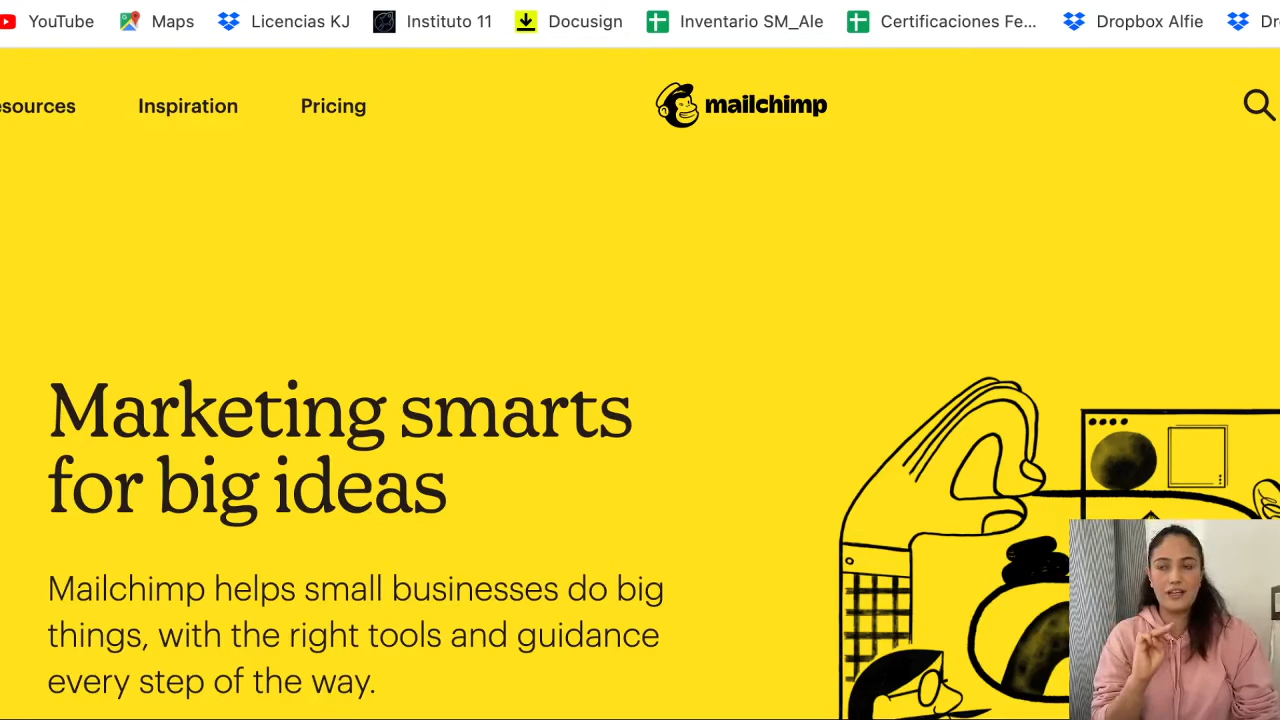 YouTube Maps Licencias KJ Instituto 11 Docusign Inventario SM_Ale Certificaciones Fe... Dropbox Alfie Dr
esources Inspiration Pricing mailchimp
Marketing smarts
for big ideas
Mailchimp helps small businesses do big
things, with the right tools and guidance
every step of the way.